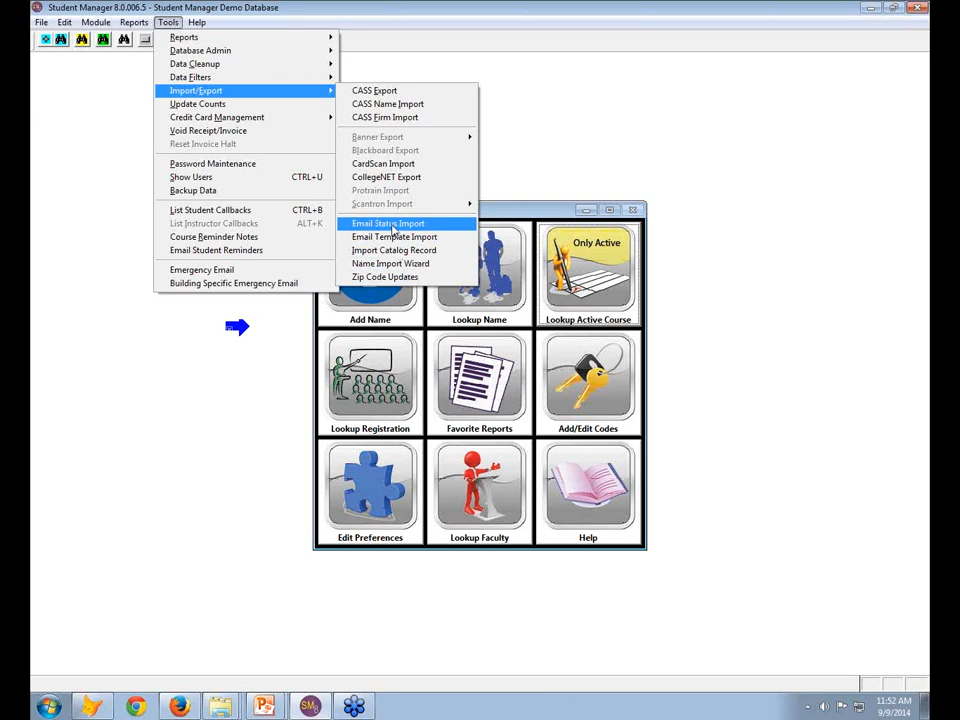 Student Manager 8.0.006.5 - Student Manager Demo Database
File Edit Module Reports Tools Help
Reports
Database Admin
Data Cleanup
Data Filters
Import/Export
Update Counts
Credit Card Management
Void Receipt/Invoice
Reset Invoice Halt
Password Maintenance
Show Users CTRL+U
Backup Data
List Student Callbacks CTRL+B
List Instructor Callbacks ALT+K
Course Reminder Notes
Email Student Reminders
Emergency Email
Building Specific Emergency Email
CASS Export
CASS Name Import
CASS Firm Import
Banner Export
Blackboard Export
CardScan Import
CollegeNET Export
Protrain Import
Scantron Import
Email Status Import
Email Template Import
Import Catalog Record
Name Import Wizard
Zip Code Updates
Only Active
Add Name
Lookup Name
Lookup Active Course
Lookup Registration
Favorite Reports
Add/Edit Codes
Edit Preferences
Lookup Faculty
Help
SM
11:52 AM
9/9/2014